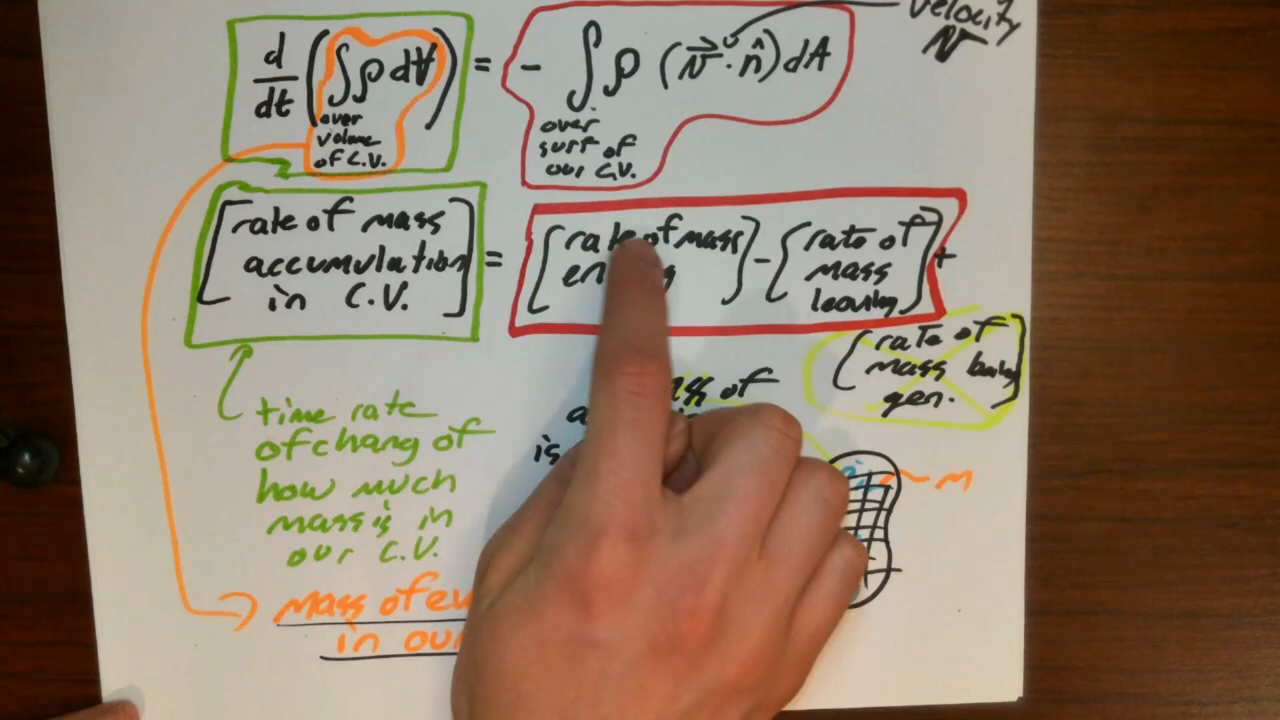 velocity
d/dt (∫ρ dV) = - ∫ρ (v⃗ · n̂) dA
over
volume
of C.V.
over
surf of
our C.V.
[rate of mass
accumulation
in C.V.]
=
[rate of mass
]
-
[rate of
mass
leaving]
+
[rate of
mass being
gen.]
of
is
time rate
of chang of
how much
mass is in
our C.V.
m
Mass of
in our